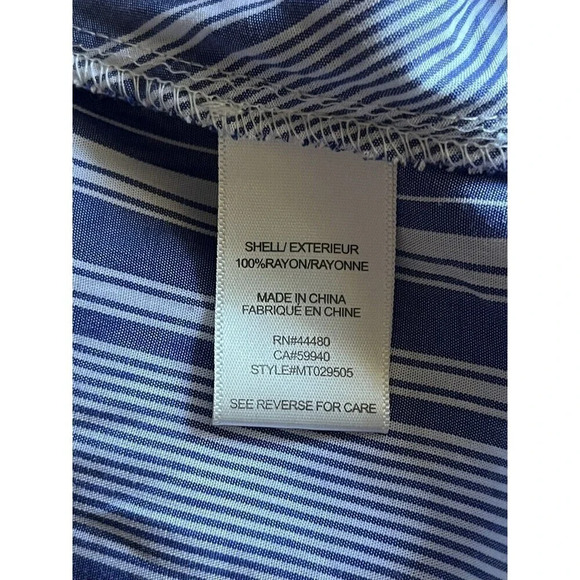 SHELL/ EXTERIEUR
100%RAYON/RAYONNE
MADE IN CHINA
FABRIQUÉ EN CHINE
RN#44480
CA#59940
STYLE#MT029505
SEE REVERSE FOR CARE